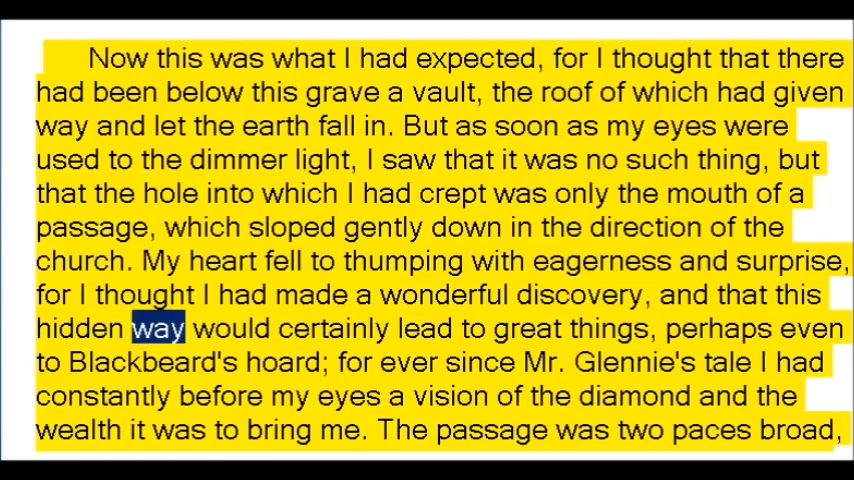 Now this was what I had expected, for I thought that there
had been below this grave a vault, the roof of which had given
way and let the earth fall in. But as soon as my eyes were
used to the dimmer light, I saw that it was no such thing, but
that the hole into which I had crept was only the mouth of a
passage, which sloped gently down in the direction of the
church. My heart fell to thumping with eagerness and surprise,
for I thought I had made a wonderful discovery, and that this
hidden way would certainly lead to great things, perhaps even
to Blackbeard's hoard; for ever since Mr. Glennie's tale I had
constantly before my eyes a vision of the diamond and the
wealth it was to bring me. The passage was two paces broad,